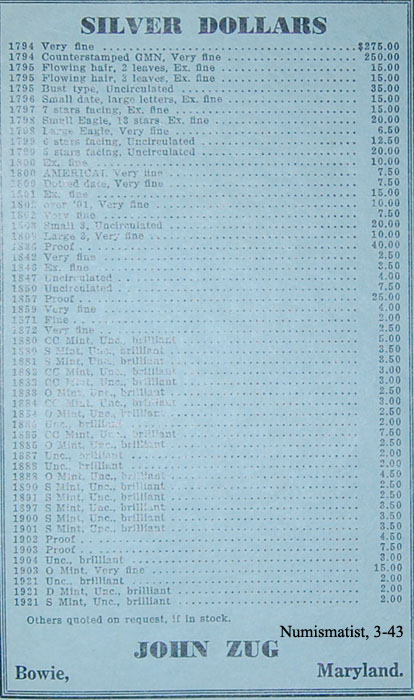 SILVER DOLLARS
1794 Very fine $275.00
1794 Counterstamped GMN, Very fine 250.00
1795 Flowing hair, 2 leaves, Ex. fine 15.00
1795 Flowing hair, 3 leaves, Ex. fine 15.00
1795 Bust type, Uncirculated 35.00
1796 Small date, large letters, Ex. fine 15.00
1797 7 stars facing, Ex. fine 15.00
1798 Small Eagle, 13 stars Ex. fine 20.00
1798 Large Eagle, Very fine 6.50
1799 6 stars facing, Uncirculated 12.50
1799 5 stars facing, Uncirculated 20.00
1800 Ex. fine 10.00
1800 AMERICAI, Very fine 7.50
1800 Dotted date, Very fine 7.50
1801 Ex. fine 15.00
1802 over '01, Very fine 10.00
1802 Very fine 7.50
1803 Small 3, Uncirculated 20.00
1803 Large 3, Very fine 10.00
1836 Proof 40.00
1842 Very fine 2.50
1846 Ex. fine 3.50
1847 Uncirculated 4.00
1850 Uncirculated 7.50
1857 Proof 25.00
1859 Very fine 4.00
1871 Fine 2.00
1872 Very fine 2.50
1880 CC Mint, Unc., brilliant 5.00
1880 S Mint, Unc., brilliant 3.50
1881 S Mint, Unc., brilliant 3.50
1882 CC Mint, Unc., brilliant 3.00
1883 CC Mint, Unc., brilliant 3.00
1883 O Mint, Unc., brilliant 2.50
1884 CC Mint, Unc., brilliant 3.00
1884 O Mint, Unc., brilliant 2.50
Unc., brilliant 2.00
1885 CC Mint, Unc., brilliant 7.50
1885 O Mint, Unc., brilliant 2.50
1887 Unc., brilliant 2.00
1888 Unc., brilliant 2.00
1888 O Mint, Unc., brilliant 4.50
1890 S Mint, Unc., brilliant 2.50
1891 S Mint, Unc., brilliant 2.50
1897 S Mint, Unc., brilliant 3.50
1900 S Mint, Unc., brilliant 3.50
1901 S Mint, Unc., brilliant 3.50
1902 Proof 4.50
1903 Proof 7.50
1904 Unc., brilliant 3.00
1903 O Mint, Very fine 15.00
1921 Unc., brilliant 2.00
1921 D Mint, Unc., brilliant 2.00
1921 S Mint, Unc., brilliant 2.00
Others quoted on request, if in stock.
Numismatist, 3-43
JOHN ZUG
Bowie, Maryland.